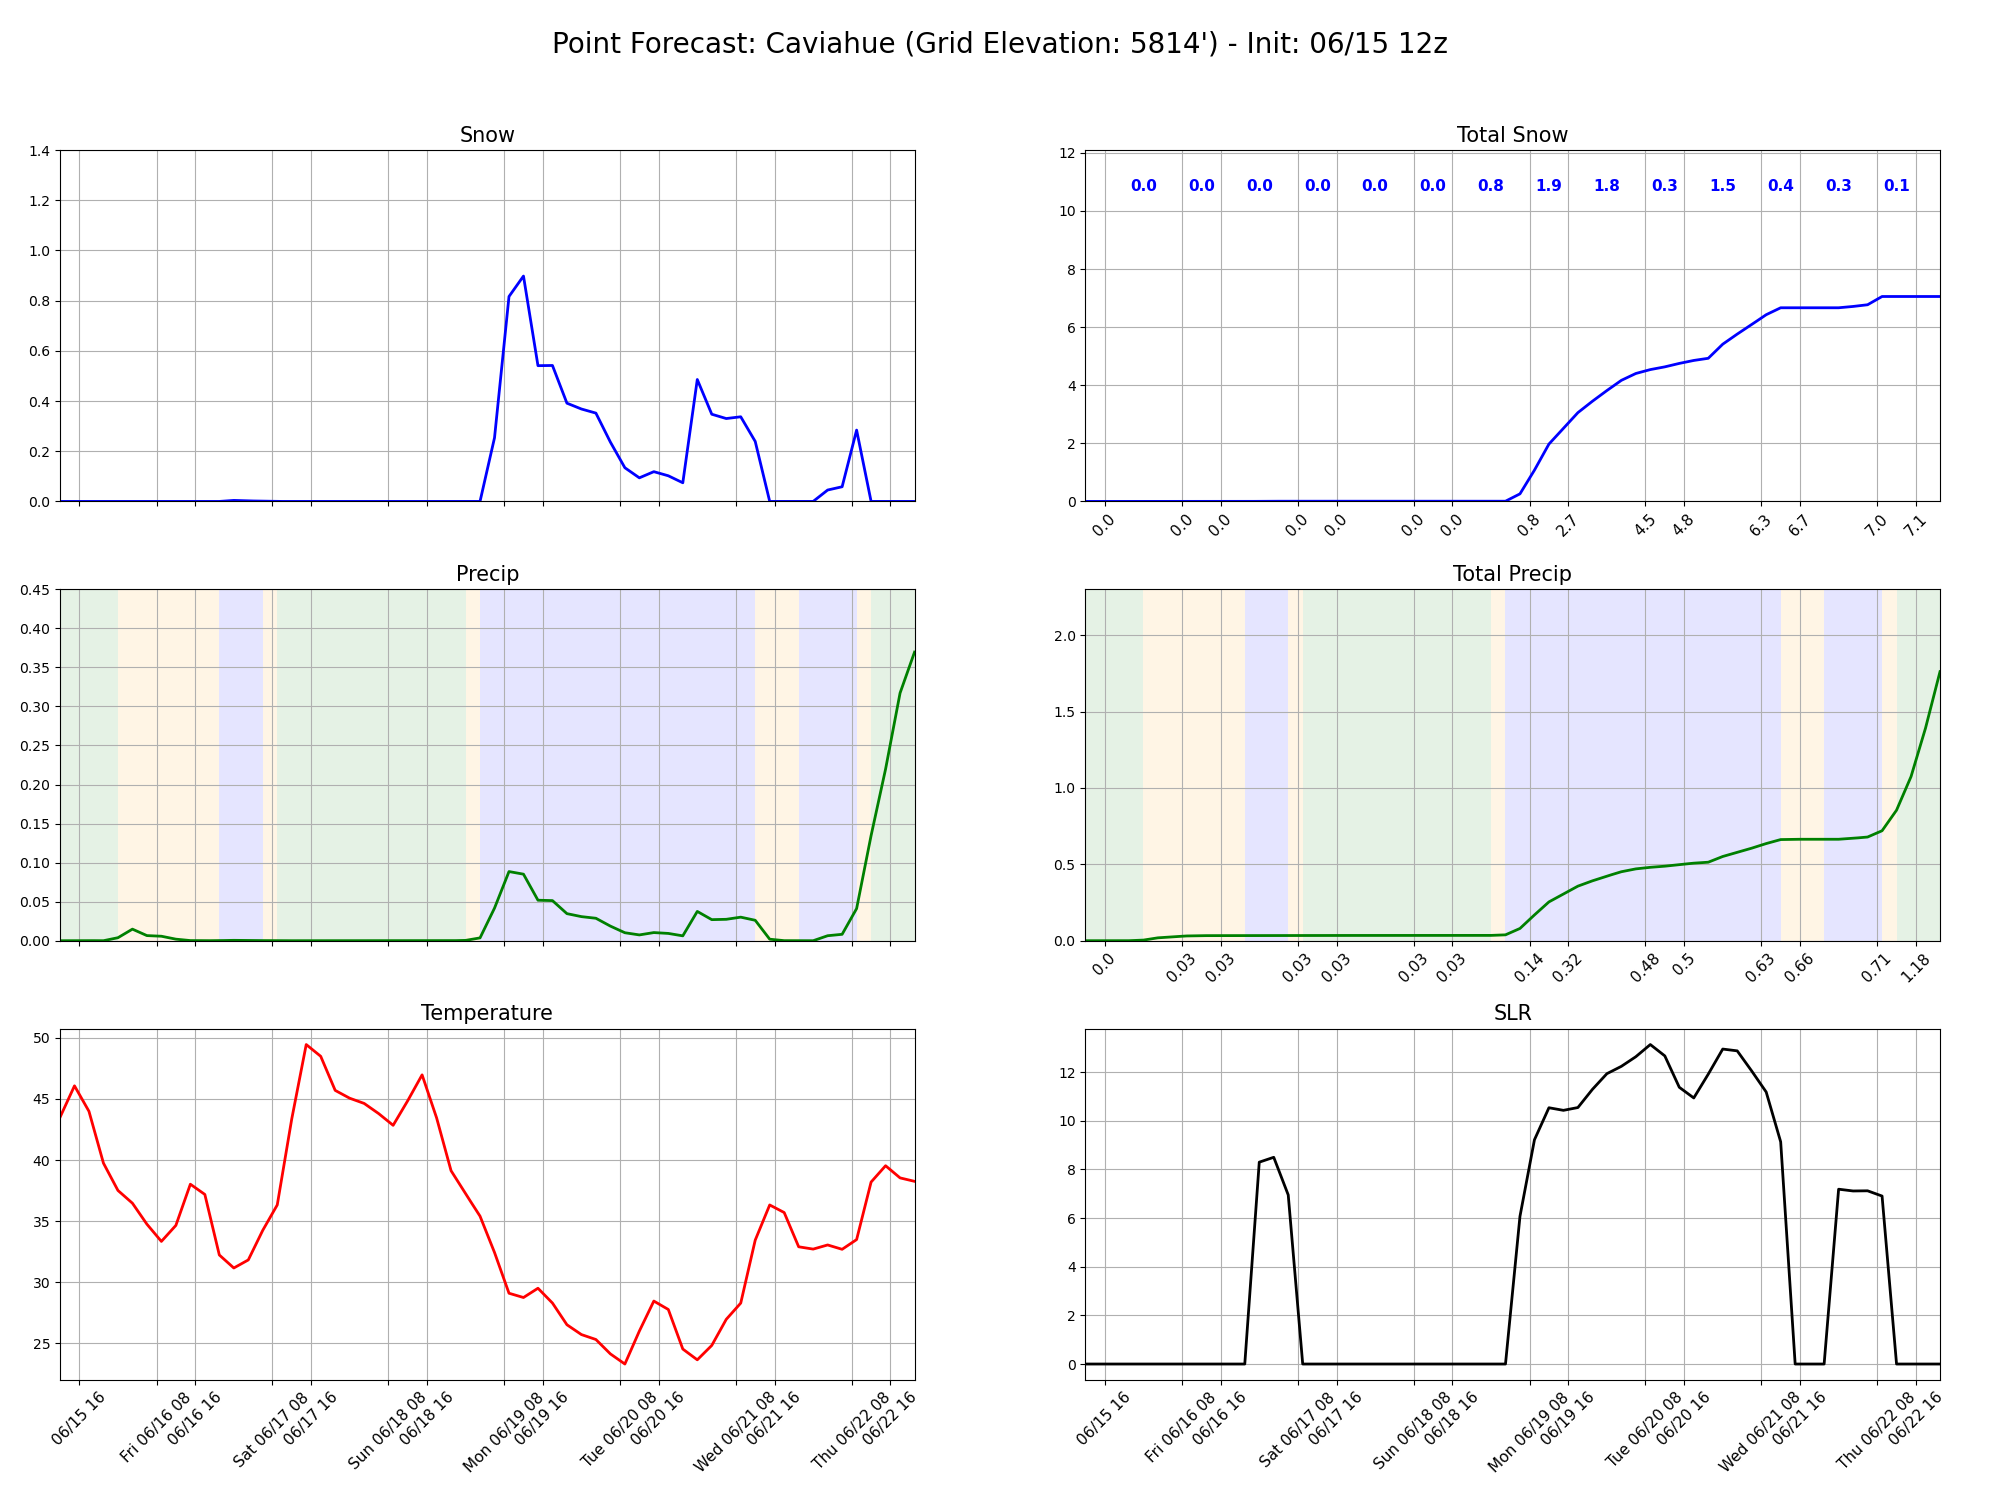 Point Forecast: Caviahue (Grid Elevation: 5814') - Init: 06/15 12z
Snow
1.4
1.2
1.0
0.8
0.6
0.4
0.2
0.0
Total Snow
12
10
8
6
4
2
0
0.0 0.0 0.0 0.0 0.0 0.0 0.8 1.9 1.8 0.3 1.5 0.4 0.3 0.1
0.0 0.0 0.0 0.0 0.0 0.0 0.0 0.8 2.7 4.5 4.8 6.3 6.7 7.0 7.1
Precip
0.45
0.40
0.35
0.30
0.25
0.20
0.15
0.10
0.05
0.00
Total Precip
2.0
1.5
1.0
0.5
0.0
0.0 0.03 0.03 0.03 0.03 0.03 0.03 0.14 0.32 0.48 0.5 0.63 0.66 0.71 1.18
Temperature
50
45
40
35
30
25
06/15 16
Fri 06/16 08
06/16 16
Sat 06/17 08
06/17 16
Sun 06/18 08
06/18 16
Mon 06/19 08
06/19 16
Tue 06/20 08
06/20 16
Wed 06/21 08
06/21 16
Thu 06/22 08
06/22 16
SLR
12
10
8
6
4
2
0
06/15 16
Fri 06/16 08
06/16 16
Sat 06/17 08
06/17 16
Sun 06/18 08
06/18 16
Mon 06/19 08
06/19 16
Tue 06/20 08
06/20 16
Wed 06/21 08
06/21 16
Thu 06/22 08
06/22 16